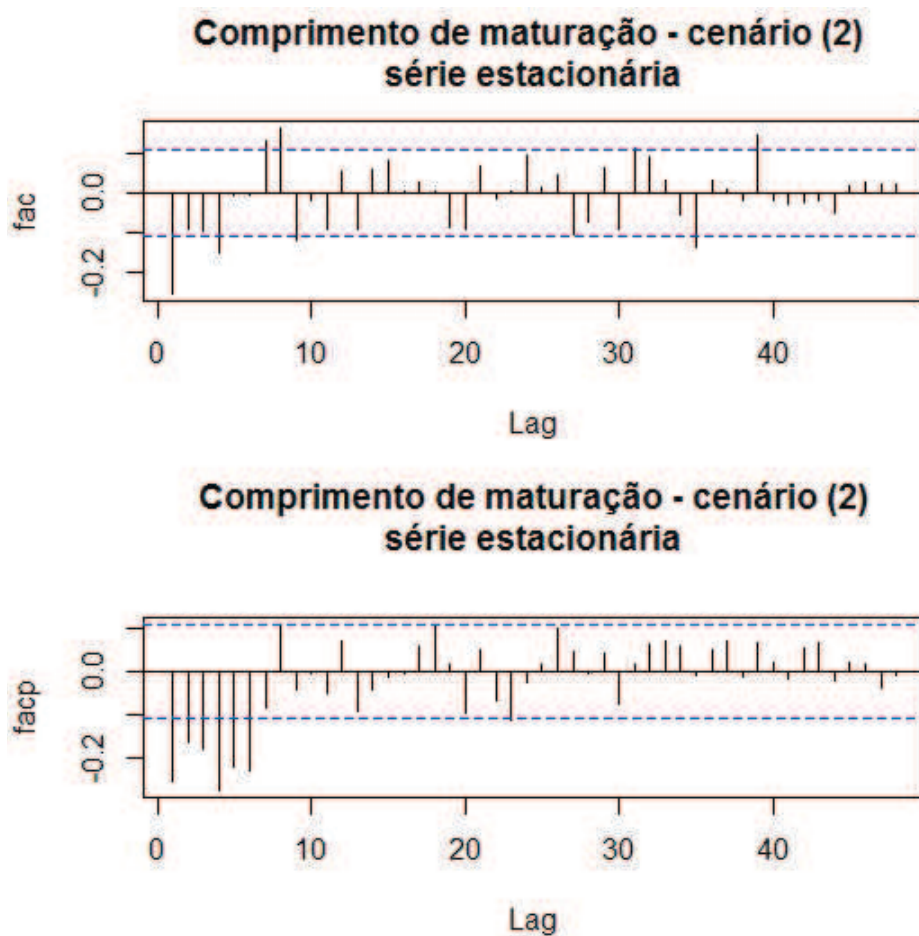 Comprimento de maturação - cenário (2)
série estacionária
fac
0.0
-0.2
0 10 20 30 40
Lag
Comprimento de maturação - cenário (2)
série estacionária
facp
0.0
-0.2
0 10 20 30 40
Lag